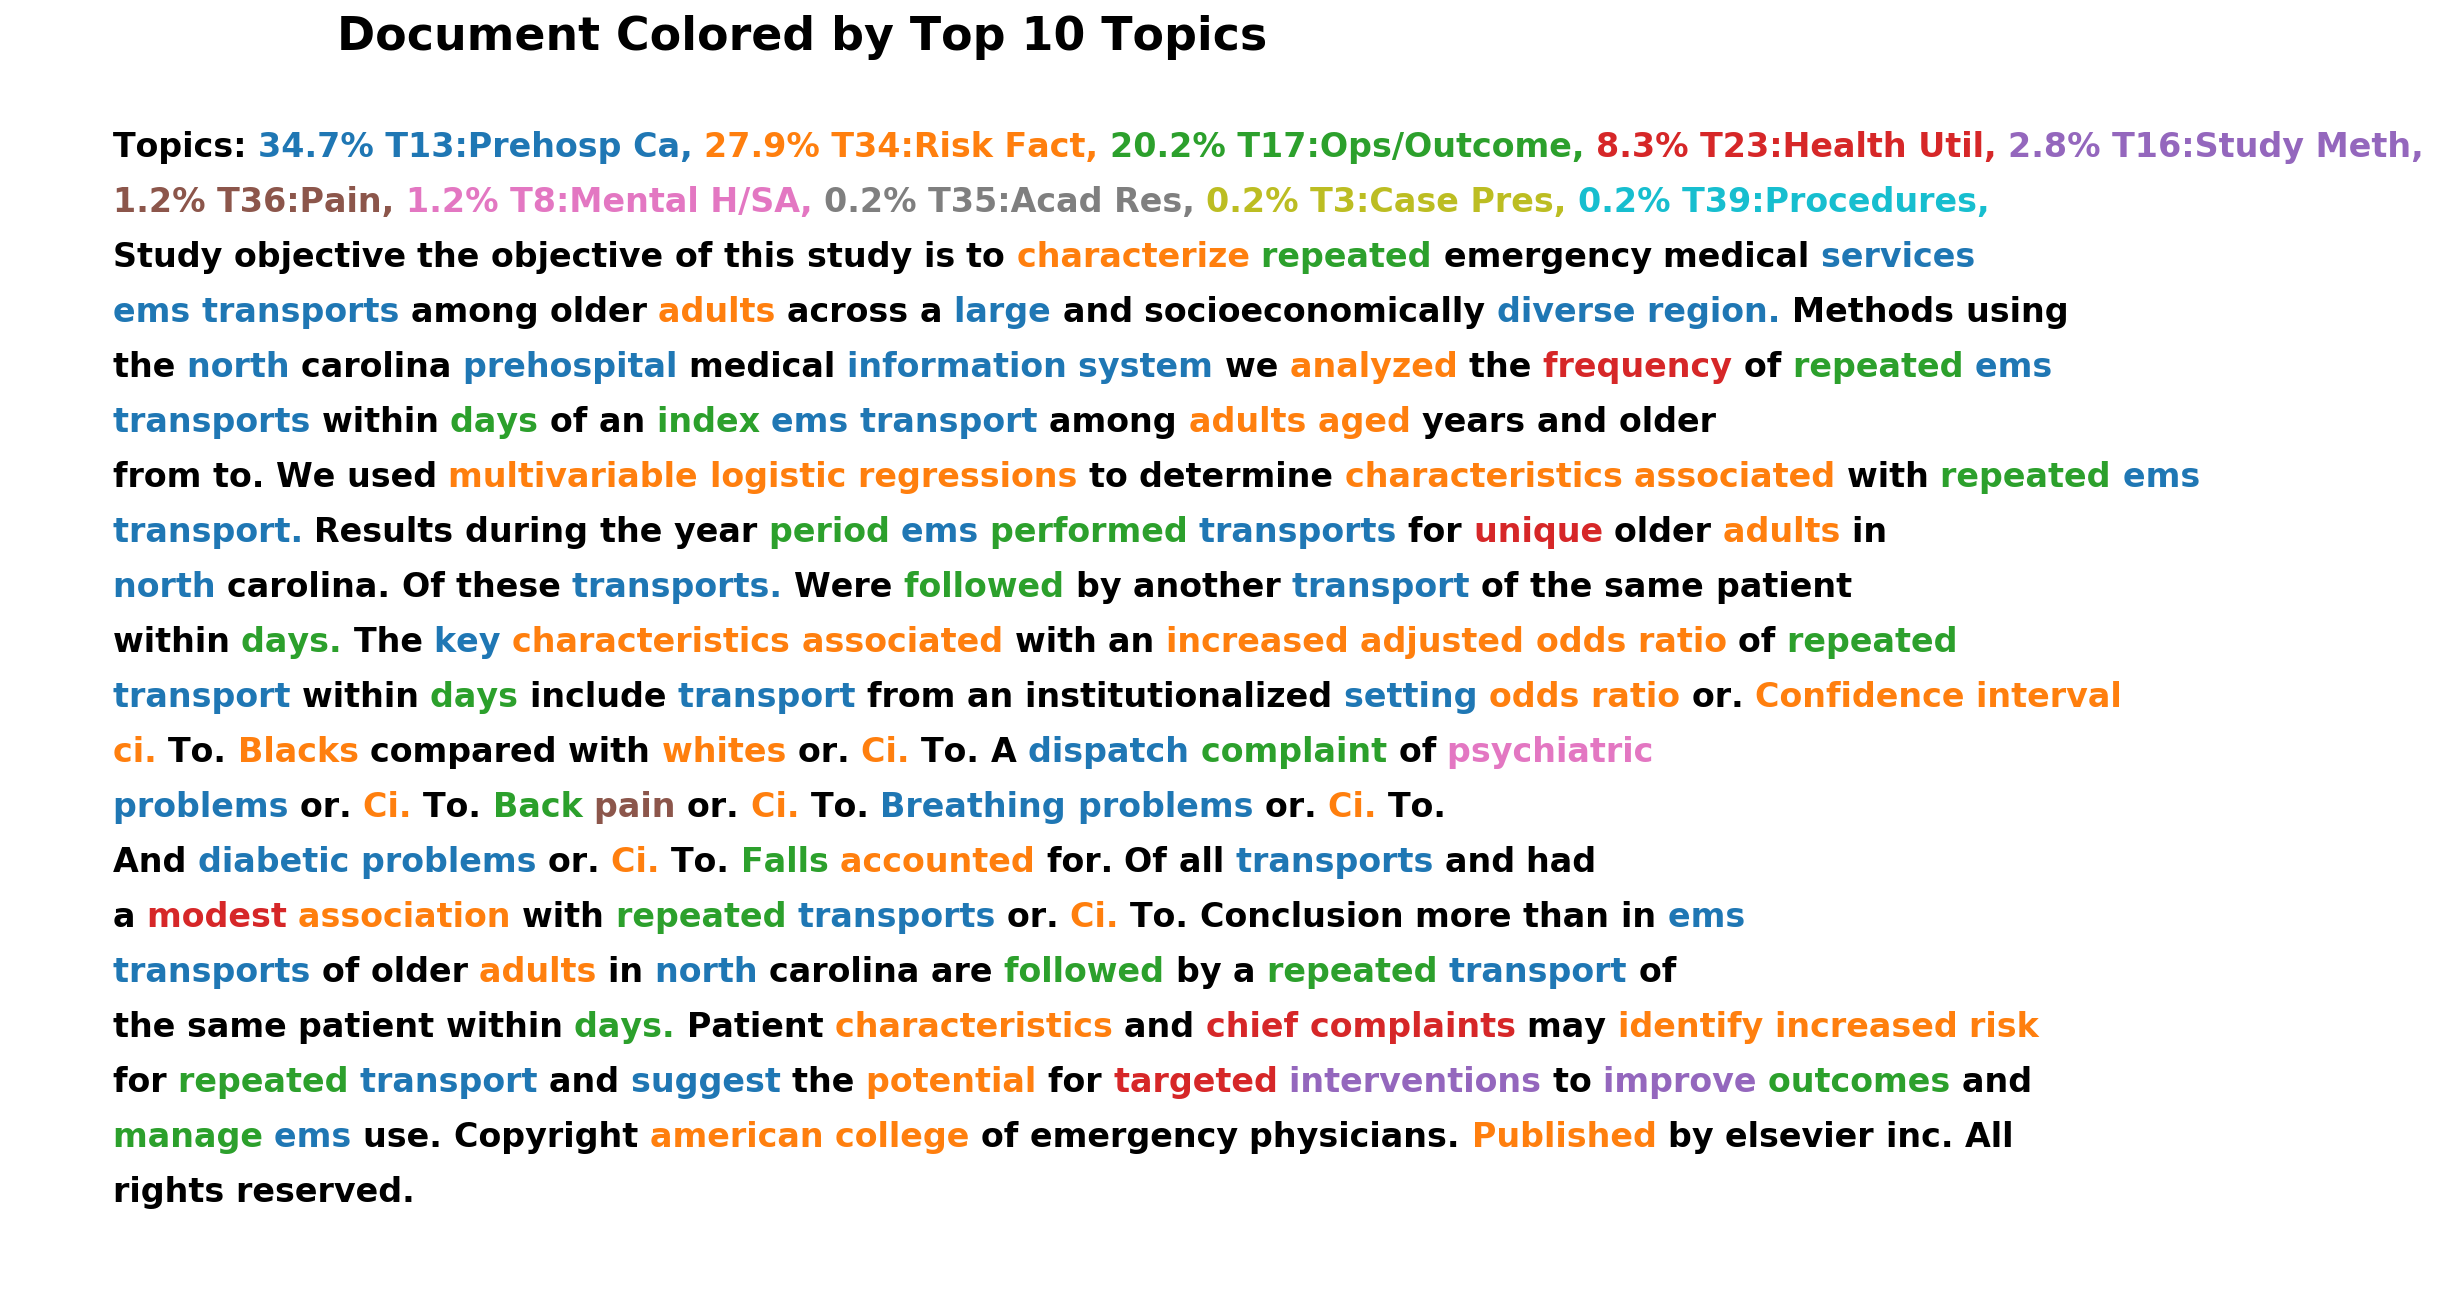 Document Colored by Top 10 Topics
Topics: 34.7% T13:Prehosp Ca, 27.9% T34:Risk Fact, 20.2% T17:Ops/Outcome, 8.3% T23:Health Util, 2.8% T16:Study Meth,
1.2% T36:Pain, 1.2% T8:Mental H/SA, 0.2% T35:Acad Res, 0.2% T3:Case Pres, 0.2% T39:Procedures,
Study objective the objective of this study is to characterize repeated emergency medical services
ems transports among older adults across a large and socioeconomically diverse region. Methods using
the north carolina prehospital medical information system we analyzed the frequency of repeated ems
transports within days of an index ems transport among adults aged years and older
from to. We used multivariable logistic regressions to determine characteristics associated with repeated ems
transport. Results during the year period ems performed transports for unique older adults in
north carolina. Of these transports. Were followed by another transport of the same patient
within days. The key characteristics associated with an increased adjusted odds ratio of repeated
transport within days include transport from an institutionalized setting odds ratio or. Confidence interval
ci. To. Blacks compared with whites or. Ci. To. A dispatch complaint of psychiatric
problems or. Ci. To. Back pain or. Ci. To. Breathing problems or. Ci. To.
And diabetic problems or. Ci. To. Falls accounted for. Of all transports and had
a modest association with repeated transports or. Ci. To. Conclusion more than in ems
transports of older adults in north carolina are followed by a repeated transport of
the same patient within days. Patient characteristics and chief complaints may identify increased risk
for repeated transport and suggest the potential for targeted interventions to improve outcomes and
manage ems use. Copyright american college of emergency physicians. Published by elsevier inc. All
rights reserved.